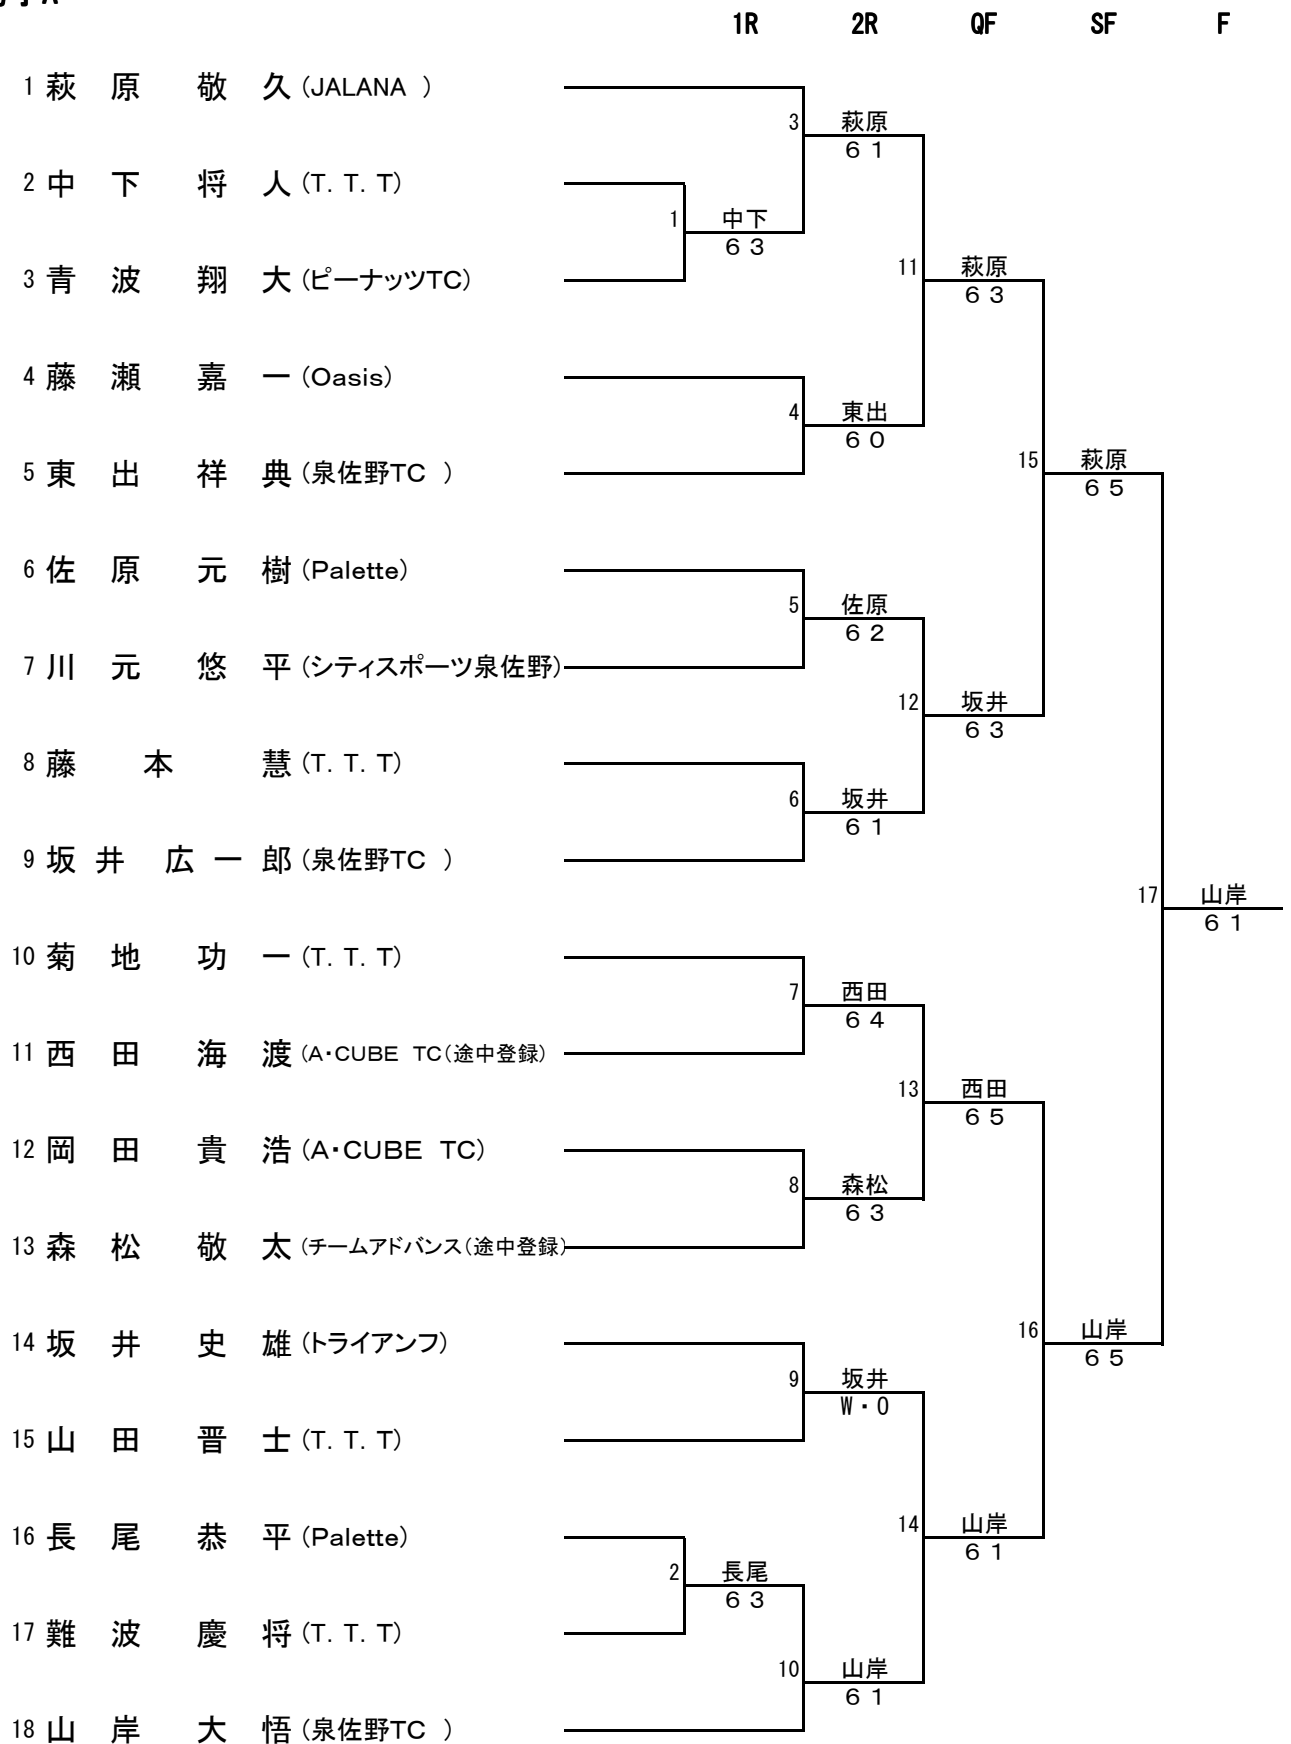 1R 2R QF SF F
1 萩原 敬久 (JALANA )
3 萩原
6 1
2 中下 将人 (T. T. T)
1 中下
6 3
11 萩原
3 青波 翔大 (ピーナッツTC)
6 3
4 藤瀬 嘉一 (Oasis)
4 東出
6 0
15 萩原
5 東出 祥典 (泉佐野TC )
6 5
6 佐原 元樹 (Palette)
5 佐原
6 2
7 川元 悠平 (シティスポーツ泉佐野)
12 坂井
6 3
8 藤本 慧 (T. T. T)
6 坂井
6 1
9 坂井 広一郎 (泉佐野TC )
17 山岸
6 1
10 菊地 功一 (T. T. T)
7 西田
6 4
11 西田 海渡 (A・CUBE TC(途中登録)
13 西田
6 5
12 岡田 貴浩 (A・CUBE TC)
8 森松
6 3
13 森松 敬太 (チームアドバンス(途中登録)
16 山岸
14 坂井 史雄 (トライアンフ)
6 5
9 坂井
W・O
15 山田 晋士 (T. T. T)
14 山岸
16 長尾 恭平 (Palette)
6 1
2 長尾
6 3
17 難波 慶将 (T. T. T)
10 山岸
6 1
18 山岸 大悟 (泉佐野TC )